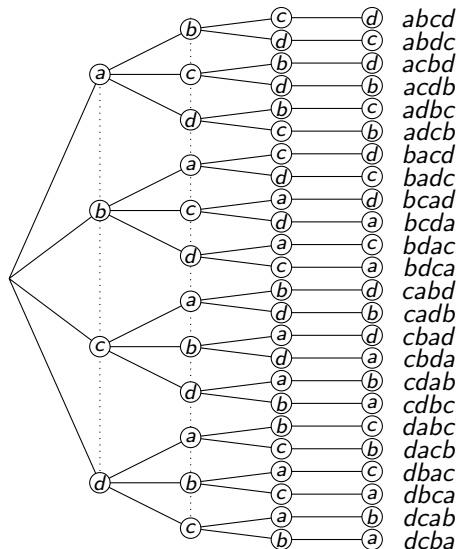 c d abcd
b
d c abdc
b d acbd
a c
d b acdb
b c adbc
d
c b adcb
c d bacd
a
d c badc
a d bcad
b c
d a bcda
a c bdac
d
c a bdca
b d cabd
a
d b cadb
a d cbad
c b
d a cbda
a b cdab
d
b a cdbc
b c dabc
a
c b dacb
a c dbac
d b
c a dbca
a b dcab
c
b a dcba